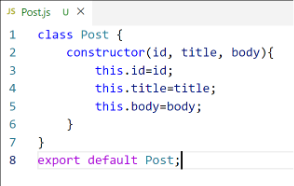 JS Post.js U ×
1 class Post {
2     constructor(id, title, body){
3         this.id=id;
4         this.title=title;
5         this.body=body;
6     }
7 }
8 export default Post;